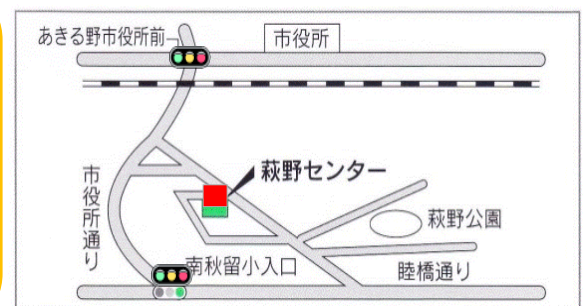 あきる野市役所前
市役所
萩野センター
市役所通り
萩野公園
南秋留小入口
睦橋通り